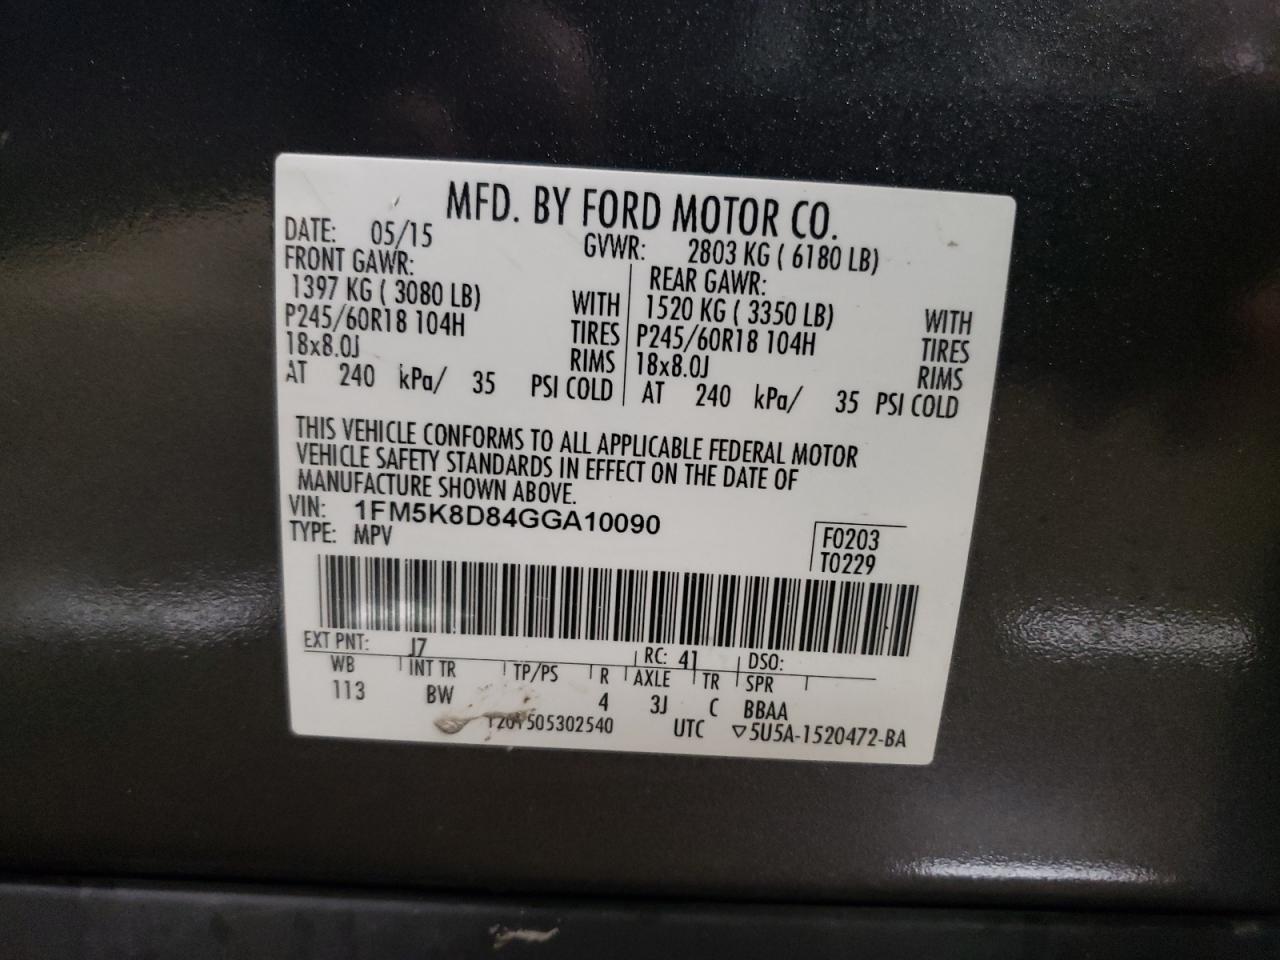 MFD. BY FORD MOTOR CO.
DATE: 05/15 GVWR: 2803 KG ( 6180 LB)
FRONT GAWR: REAR GAWR:
1397 KG ( 3080 LB) WITH 1520 KG ( 3350 LB) WITH
P245/60R18 104H TIRES P245/60R18 104H TIRES
18x8.0J RIMS 18x8.0J RIMS
AT 240 kPa/ 35 PSI COLD AT 240 kPa/ 35 PSI COLD
THIS VEHICLE CONFORMS TO ALL APPLICABLE FEDERAL MOTOR
VEHICLE SAFETY STANDARDS IN EFFECT ON THE DATE OF
MANUFACTURE SHOWN ABOVE.
VIN: 1FM5K8D84GGA10090
TYPE: MPV F0203
T0229
EXT PNT: J7 RC: 41 DSO:
WB INT TR TP/PS R AXLE TR SPR
113 BW 4 3J C BBAA
UTC ▽5U5A-1520472-BA